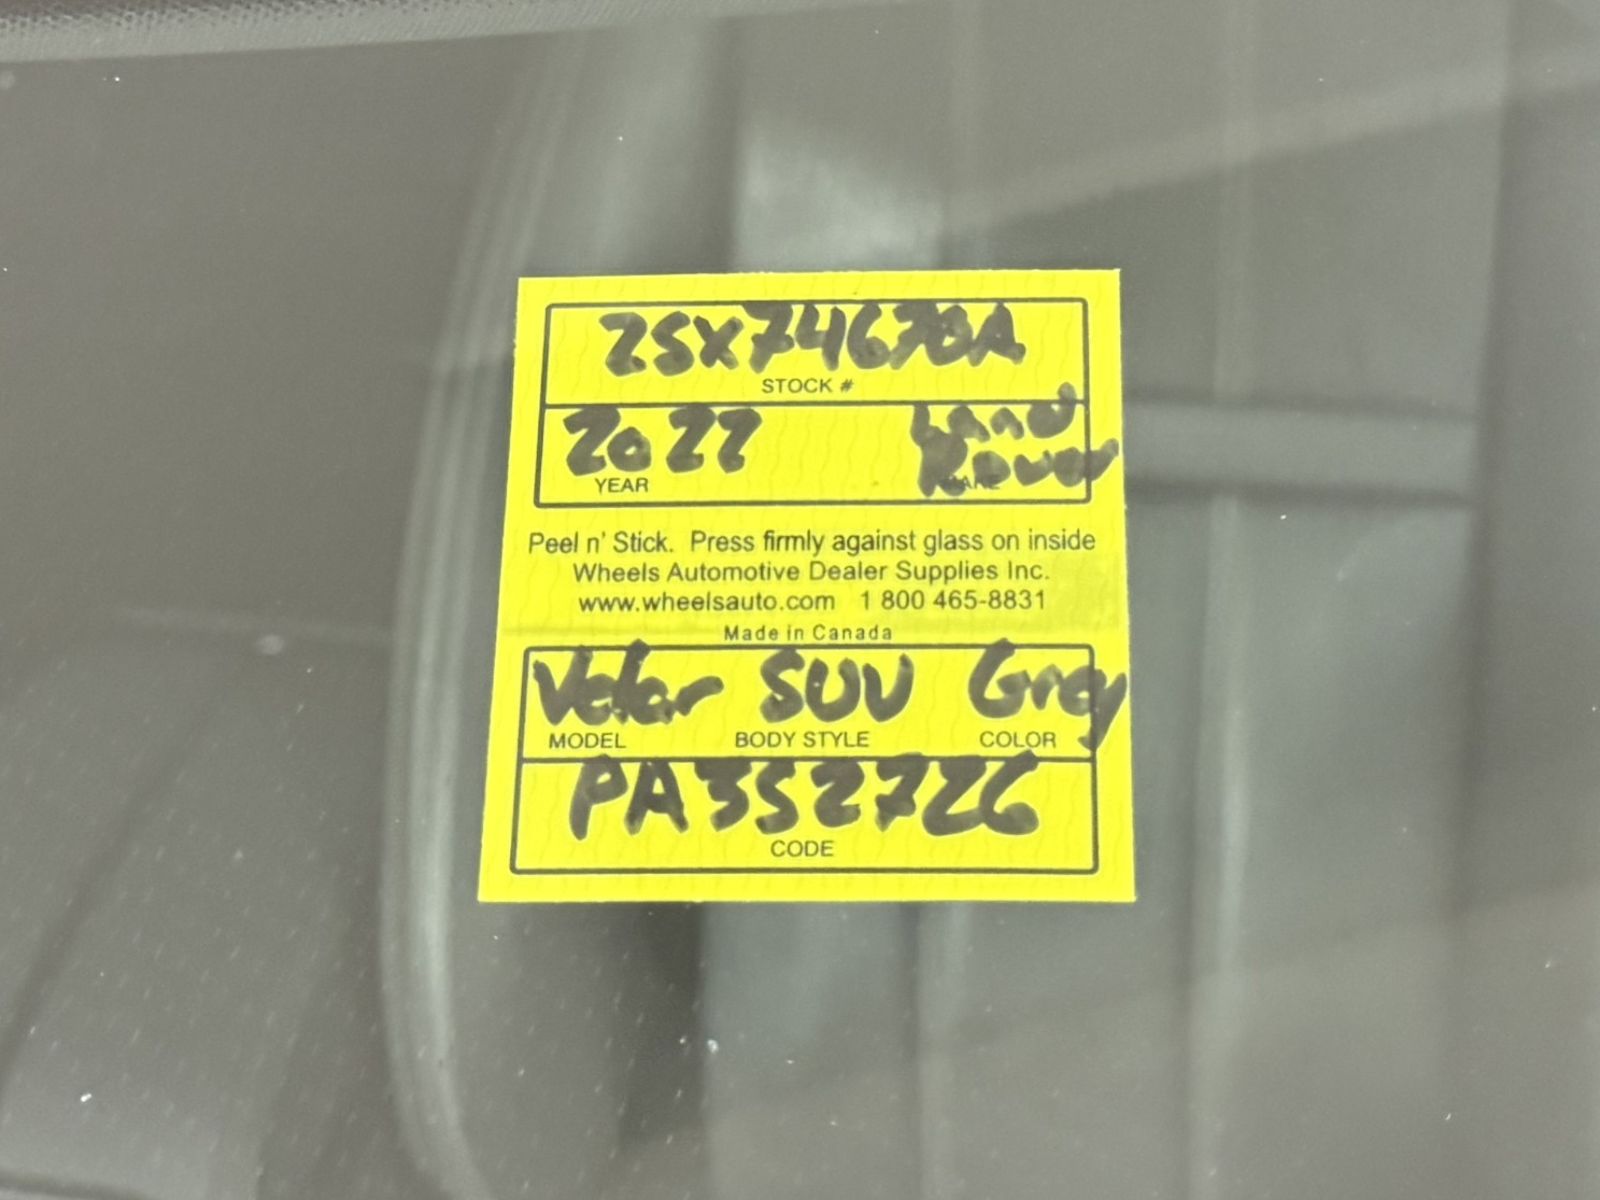 25X74670A
STOCK #
2022 Land
Rover
YEAR MAKE
Peel n' Stick. Press firmly against glass on inside
Wheels Automotive Dealer Supplies Inc.
www.wheelsauto.com 1 800 465-8831
Made in Canada
Velar SUV Grey
MODEL BODY STYLE COLOR
PA352726
CODE